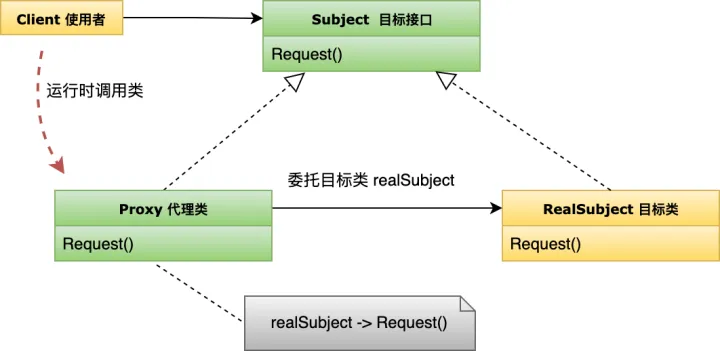 Client 使用者
Subject 目标接口
Request()
运行时调用类
委托目标类 realSubject
Proxy 代理类
Request()
RealSubject 目标类
Request()
realSubject -> Request()